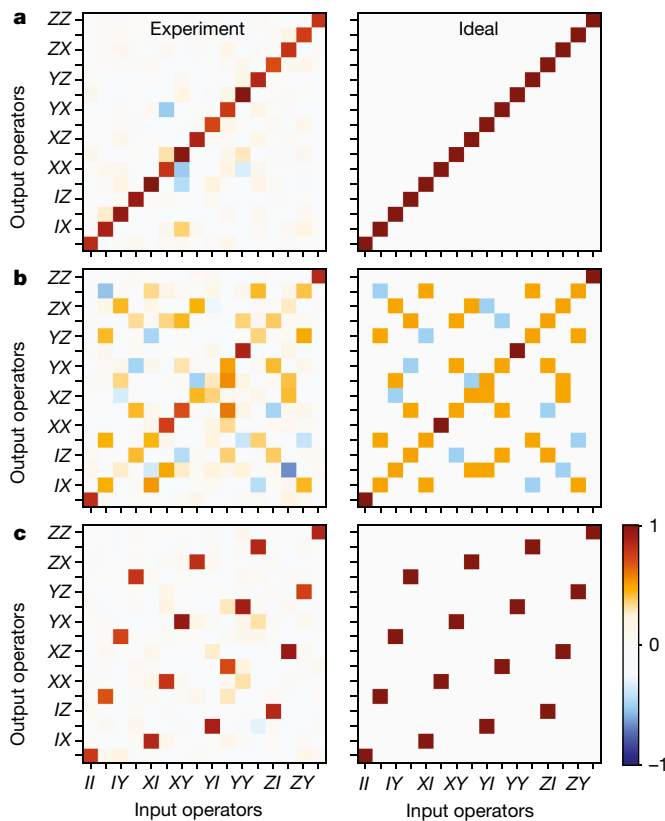 a
Experiment
Ideal
Output operators
ZZ
ZX
YZ
YX
XZ
XX
IZ
IX
b
Output operators
ZZ
ZX
YZ
YX
XZ
XX
IZ
IX
c
Output operators
ZZ
ZX
YZ
YX
XZ
XX
IZ
IX
II IY XI XY YI YY ZI ZY
Input operators
II IY XI XY YI YY ZI ZY
Input operators
1
0
−1